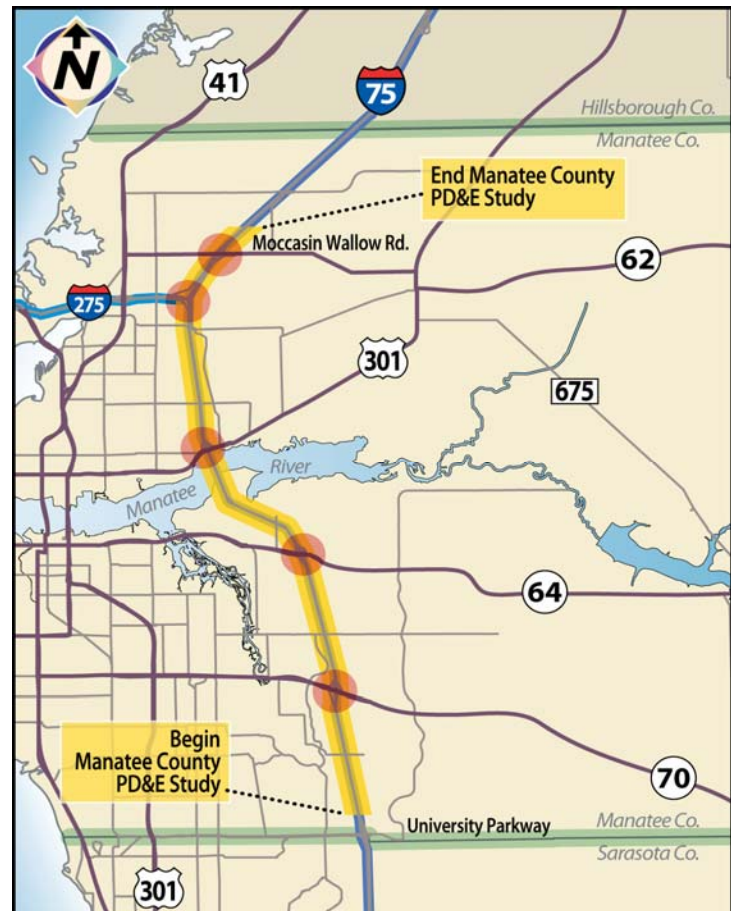 N
41
75
Hillsborough Co.
Manatee Co.
End Manatee County
PD&E Study
Moccasin Wallow Rd.
62
275
301
675
River
Manatee
64
Begin
Manatee County
PD&E Study
70
University Parkway
Manatee Co.
Sarasota Co.
301